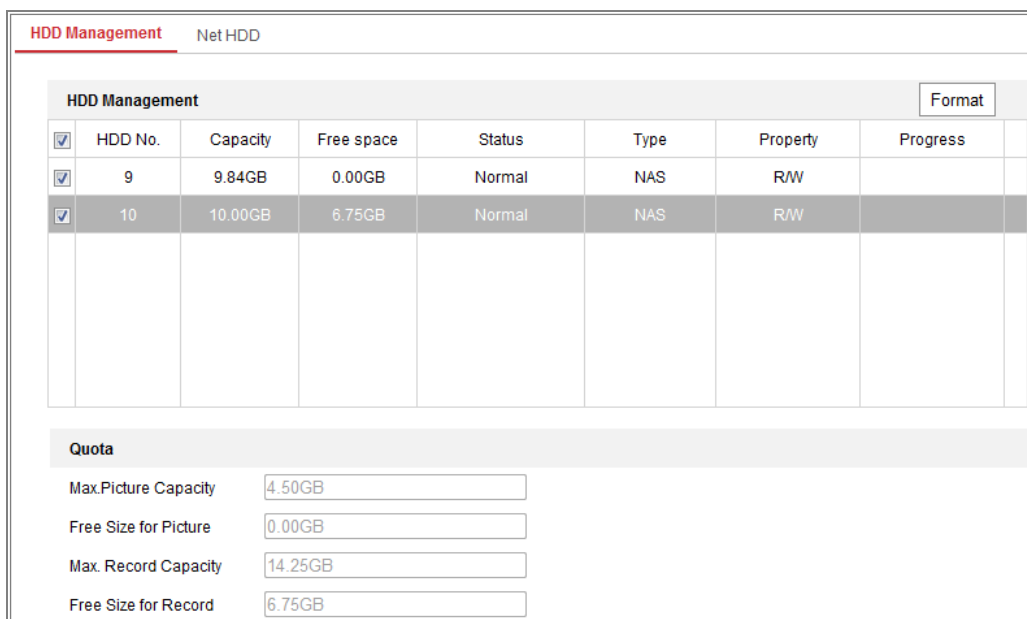 HDD Management Net HDD
HDD Management Format
HDD No. Capacity Free space Status Type Property Progress
9 9.84GB 0.00GB Normal NAS R/W
10 10.00GB 6.75GB Normal NAS R/W
Quota
Max.Picture Capacity 4.50GB
Free Size for Picture 0.00GB
Max. Record Capacity 14.25GB
Free Size for Record 6.75GB